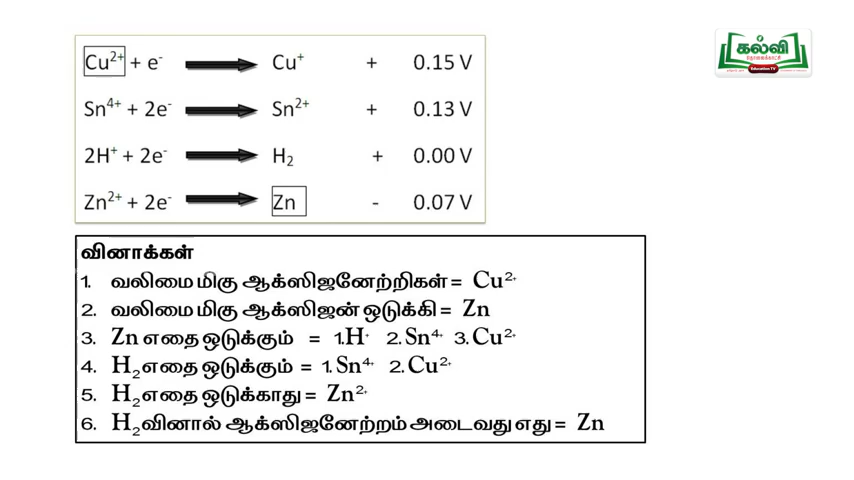 கல்வி
தொலைக்காட்சி
Education TV
Cu²⁺ + e⁻ Cu⁺ + 0.15 V
Sn⁴⁺ + 2e⁻ Sn²⁺ + 0.13 V
2H⁺ + 2e⁻ H₂ + 0.00 V
Zn²⁺ + 2e⁻ Zn - 0.07 V
வினாக்கள்
1. வலிமை மிகு ஆக்ஸிஜனேற்றிகள் = Cu²⁺
2. வலிமை மிகு ஆக்ஸிஜன் ஒடுக்கி = Zn
3. Zn எதை ஒடுக்கும் = 1.H⁺ 2. Sn⁴⁺ 3. Cu²⁺
4. H₂ எதை ஒடுக்கும் = 1. Sn⁴⁺ 2. Cu²⁺
5. H₂ எதை ஒடுக்காது = Zn²⁺
6. H₂வினால் ஆக்ஸிஜனேற்றம் அடைவது எது = Zn